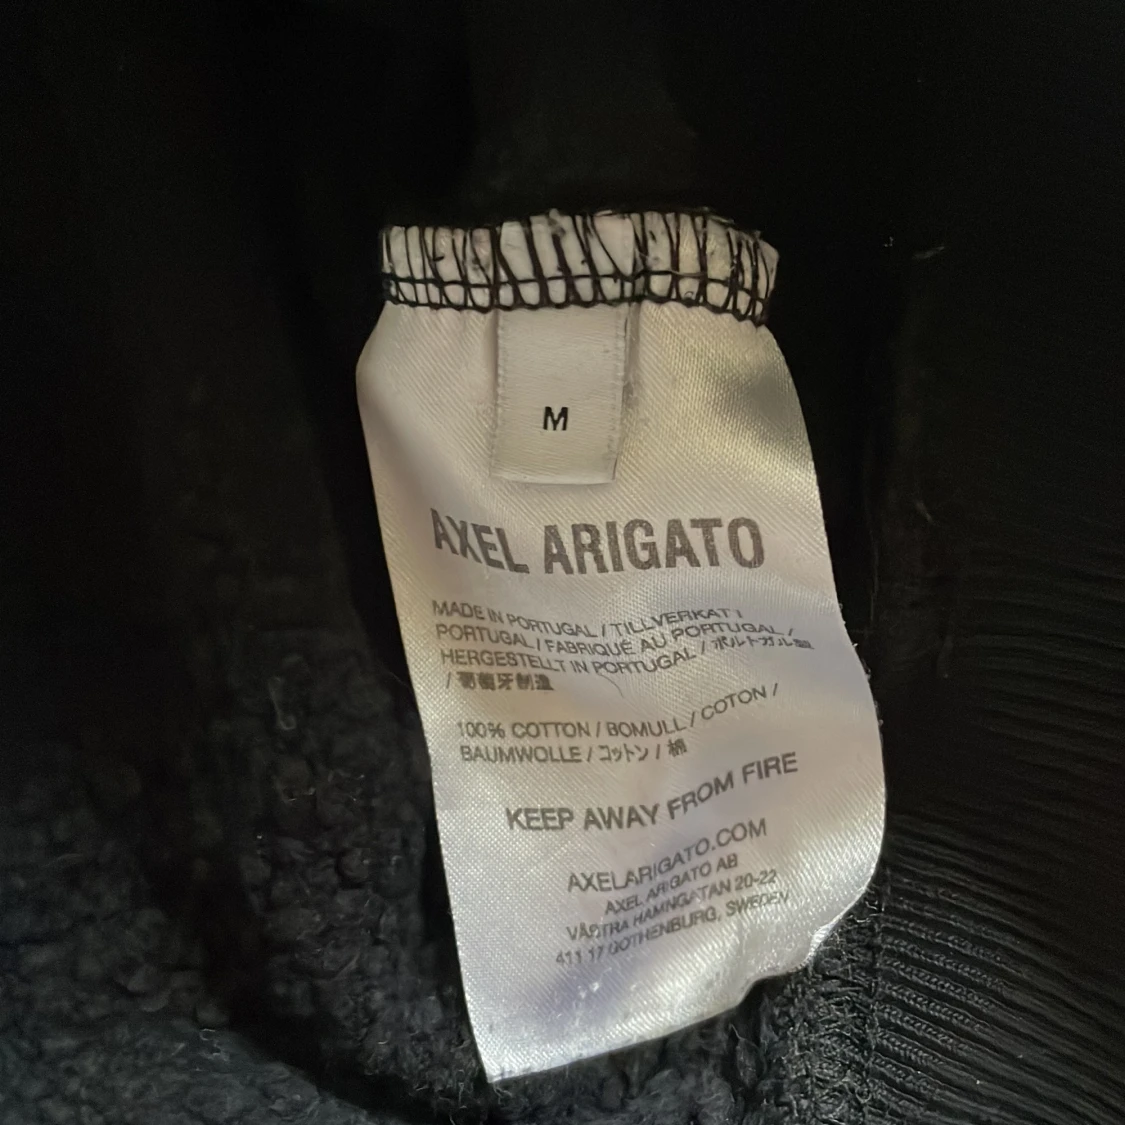 M
AXEL ARIGATO
MADE IN PORTUGAL / TILLVERKAT I
PORTUGAL / FABRIQUÉ AU PORTUGAL /
HERGESTELLT IN PORTUGAL / ポルトガル製
/ 葡萄牙制造
100% COTTON / BOMULL / COTON /
BAUMWOLLE / コットン / 棉
KEEP AWAY FROM FIRE
AXELARIGATO.COM
AXEL ARIGATO AB
VÄSTRA HAMNGATAN 20-22
411 17 GOTHENBURG, SWEDEN